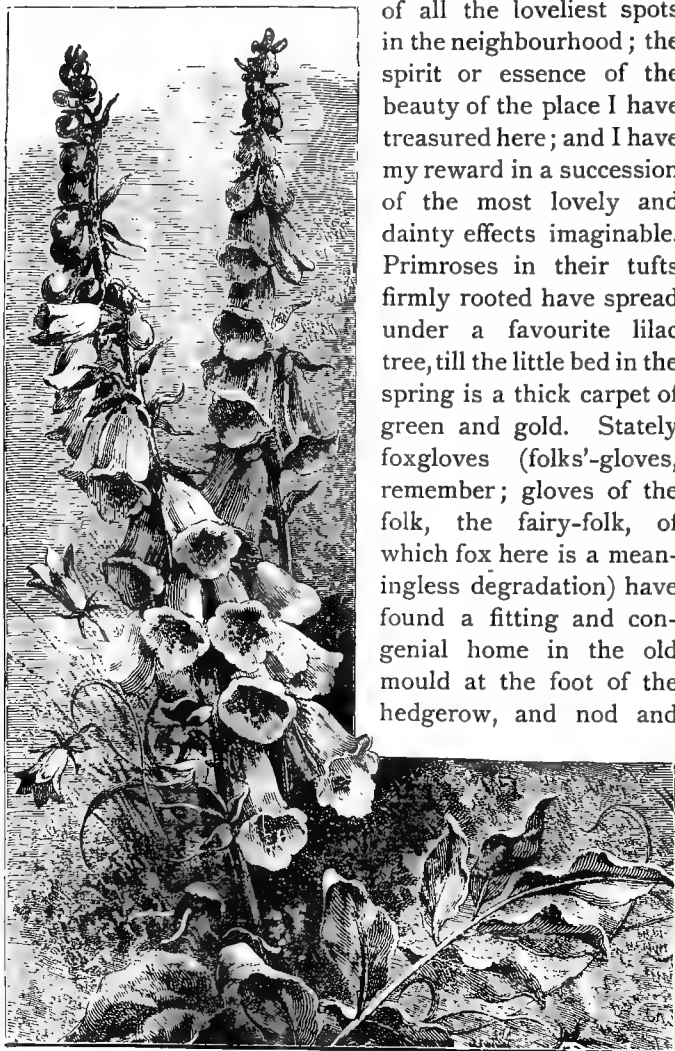 of all the loveliest spots
in the neighbourhood ; the
spirit or essence of the
beauty of the place I have
treasured here ; and I have
my reward in a succession
of the most lovely and
dainty effects imaginable.
Primroses in their tufts
firmly rooted have spread
under a favourite lilac
tree, till the little bed in the
spring is a thick carpet of
green and gold. Stately
foxgloves (folks'-gloves,
remember ; gloves of the
folk, the fairy-folk, of
which fox here is a mean-
ingless degradation) have
found a fitting and con-
genial home in the old
mould at the foot of the
hedgerow, and nod and